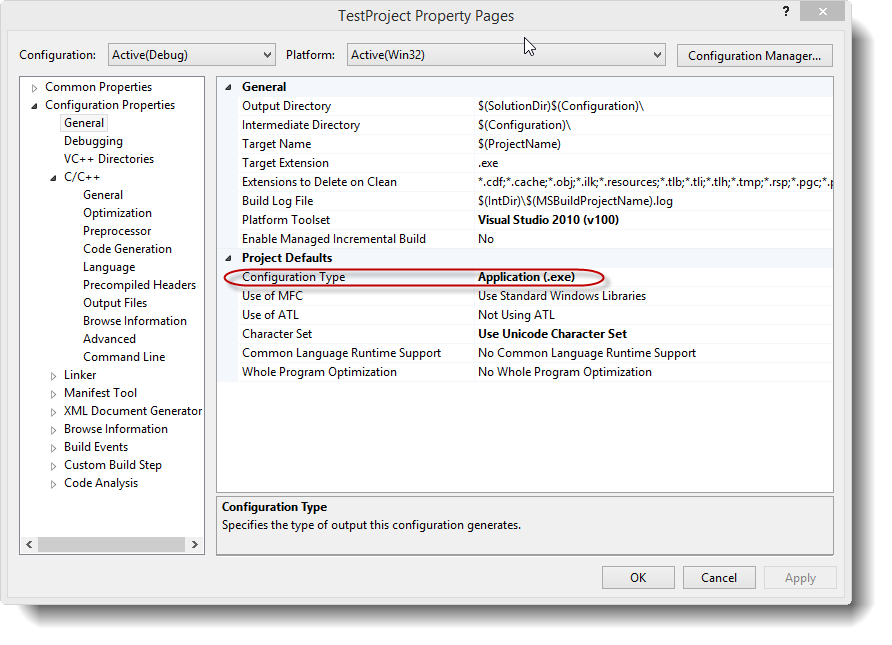 TestProject Property Pages
?
Configuration: Active(Debug) Platform: Active(Win32) Configuration Manager...
Common Properties
Configuration Properties
General
Debugging
VC++ Directories
C/C++
General
Optimization
Preprocessor
Code Generation
Language
Precompiled Headers
Output Files
Browse Information
Advanced
Command Line
Linker
Manifest Tool
XML Document Generator
Browse Information
Build Events
Custom Build Step
Code Analysis
General
Output Directory $(SolutionDir)$(Configuration)\
Intermediate Directory $(Configuration)\
Target Name $(ProjectName)
Target Extension .exe
Extensions to Delete on Clean *.cdf;*.cache;*.obj;*.ilk;*.resources;*.tlb;*.tli;*.tlh;*.tmp;*.rsp;*.pgc;*.p
Build Log File $(IntDir)\$(MSBuildProjectName).log
Platform Toolset Visual Studio 2010 (v100)
Enable Managed Incremental Build No
Project Defaults
Configuration Type Application (.exe)
Use of MFC Use Standard Windows Libraries
Use of ATL Not Using ATL
Character Set Use Unicode Character Set
Common Language Runtime Support No Common Language Runtime Support
Whole Program Optimization No Whole Program Optimization
Configuration Type
Specifies the type of output this configuration generates.
OK Cancel Apply